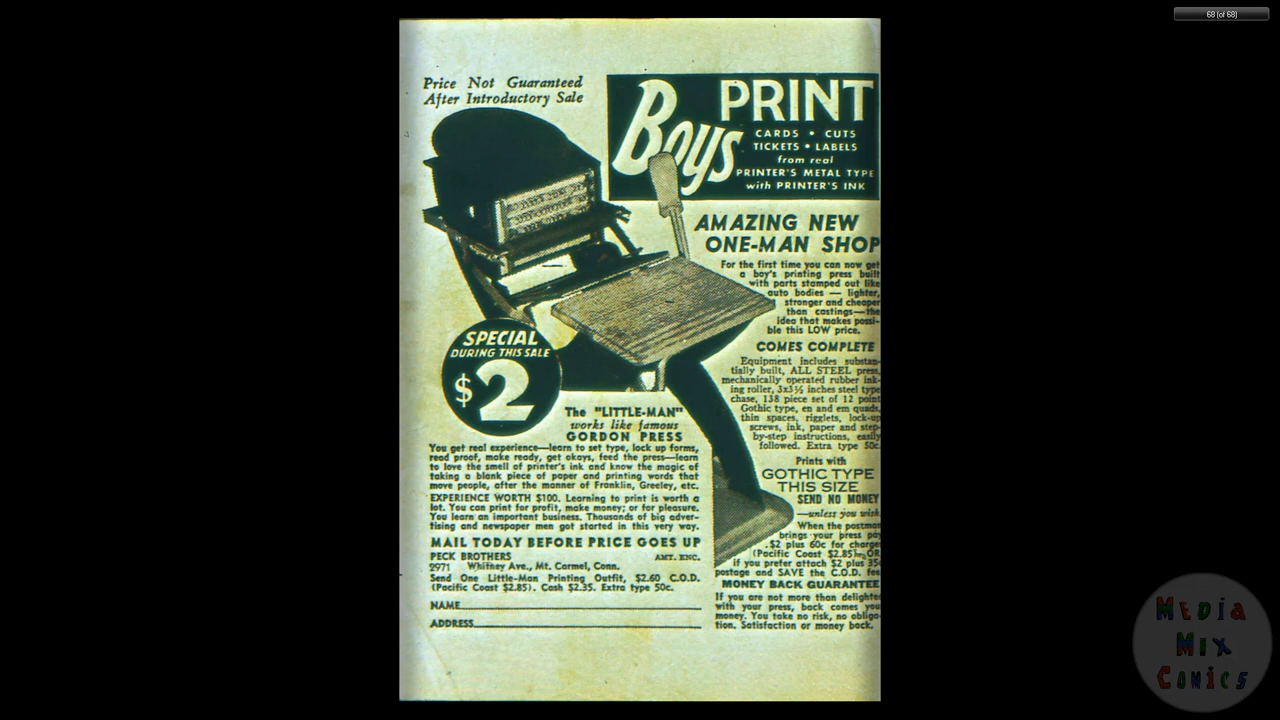 68 (of 68)
Price Not Guaranteed
After Introductory Sale
Boys PRINT
CARDS • CUTS
TICKETS • LABELS
from real
PRINTER'S METAL TYPE
with PRINTER'S INK
AMAZING NEW
ONE-MAN SHOP
For the first time you can now get
a boy's printing press built
with parts stamped out like
auto bodies — lighter,
stronger and cheaper
than castings—the
idea that makes possi-
ble this LOW price.
COMES COMPLETE
Equipment includes substan-
tially built, ALL STEEL press,
mechanically operated rubber ink-
ing roller, 3x3½ inches steel type
chase, 138 piece set of 12 point
Gothic type, en and em quads,
thin spaces, rigglets, lock-up
screws, ink, paper and step-
by-step instructions, easily
followed. Extra type 50c.
Prints with
GOTHIC TYPE
THIS SIZE
SEND NO MONEY
—unless you wish.
When the postman
brings your press pay
$2 plus 60c for charges
(Pacific Coast $2.85), OR
if you prefer attach $2 plus 35c
postage and SAVE the C.O.D. fee.
MONEY BACK GUARANTEE
If you are not more than delighted
with your press, back comes your
money. You take no risk, no obliga-
tion. Satisfaction or money back.
SPECIAL
DURING THIS SALE
$2
The "LITTLE-MAN"
works like famous
GORDON PRESS
You get real experience—learn to set type, lock up forms,
read proof, make ready, get okays, feed the press—learn
to love the smell of printer's ink and know the magic of
taking a blank piece of paper and printing words that
move people, after the manner of Franklin, Greeley, etc.
EXPERIENCE WORTH $100. Learning to print is worth a
lot. You can print for profit, make money; or for pleasure.
You learn an important business. Thousands of big adver-
tising and newspaper men got started in this very way.
MAIL TODAY BEFORE PRICE GOES UP
PECK BROTHERS AMT. ENC.
2971 Whitney Ave., Mt. Carmel, Conn.
Send One Little-Man Printing Outfit, $2.60 C.O.D.
(Pacific Coast $2.85). Cash $2.35. Extra type 50c.
NAME
ADDRESS
MEDiA
MIX
COMICS